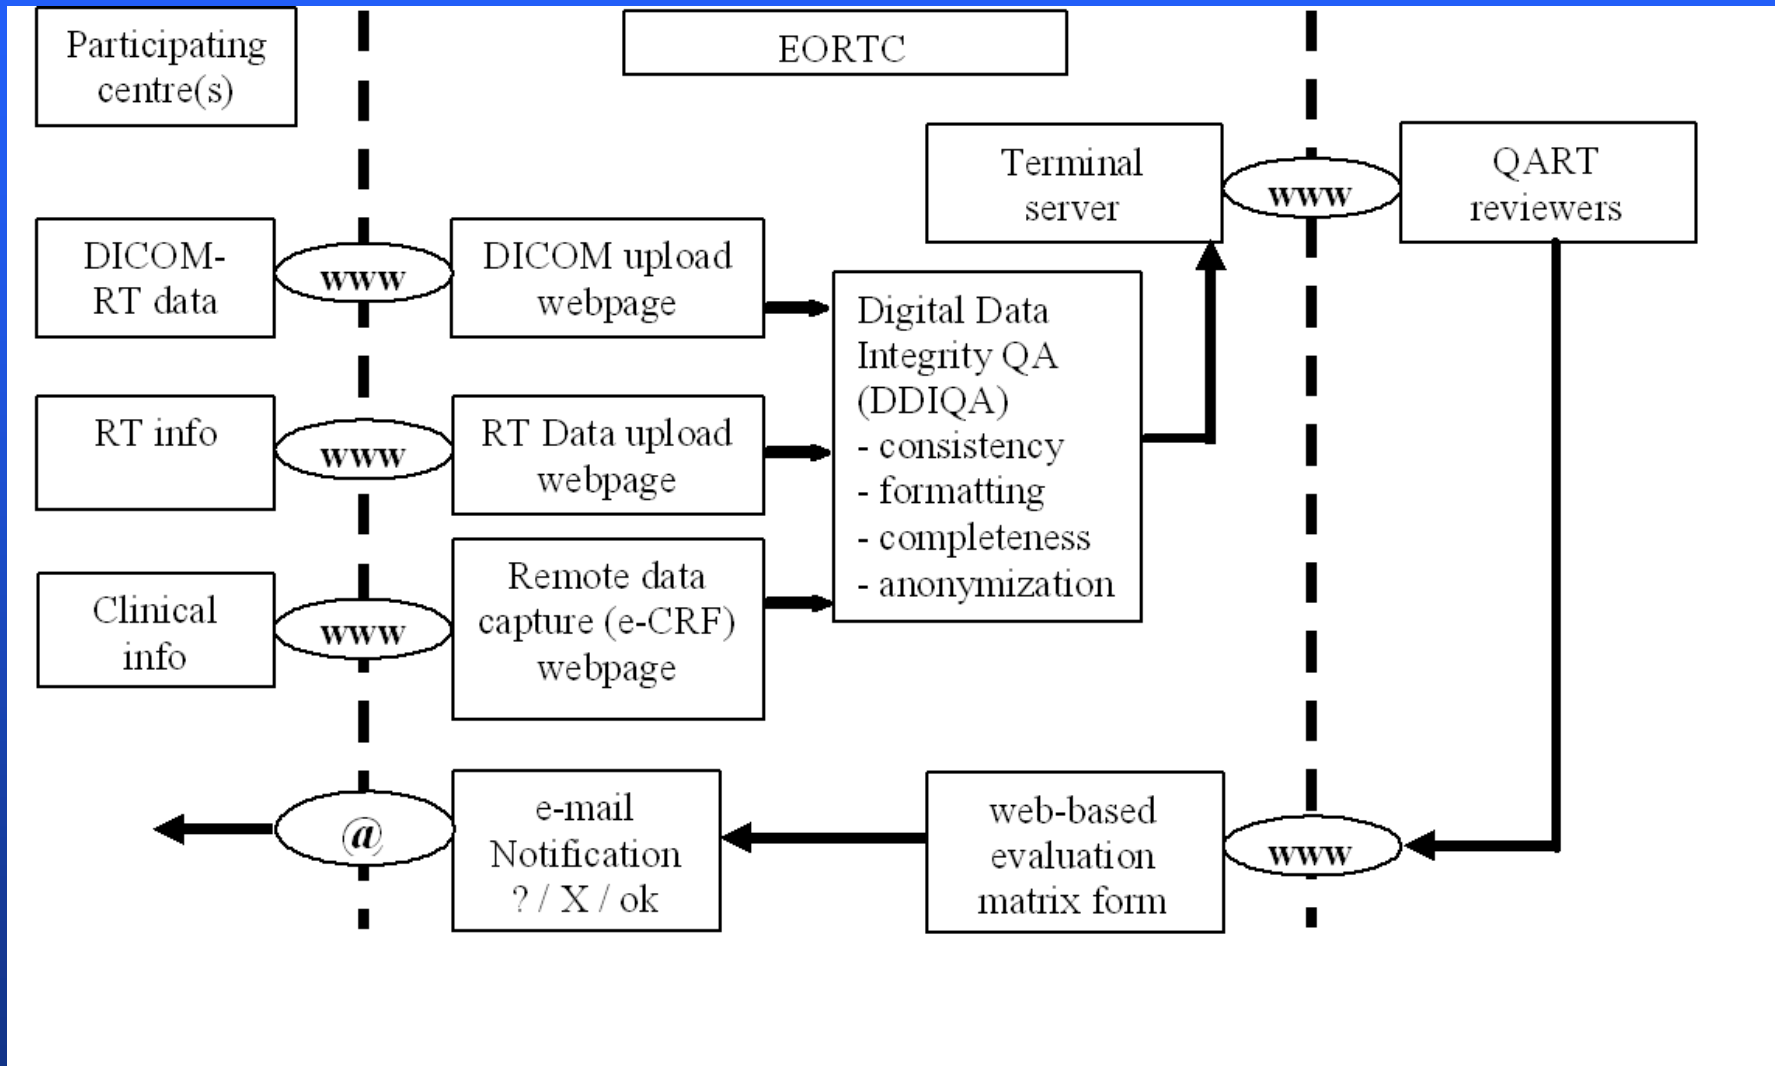 Participating
centre(s)
EORTC
Terminal
server
www
QART
reviewers
DICOM-
RT data
www
DICOM upload
webpage
Digital Data
Integrity QA
(DDIQA)
- consistency
- formatting
- completeness
- anonymization
RT info
www
RT Data upload
webpage
Clinical
info
www
Remote data
capture (e-CRF)
webpage
@
e-mail
Notification
? / X / ok
web-based
evaluation
matrix form
www